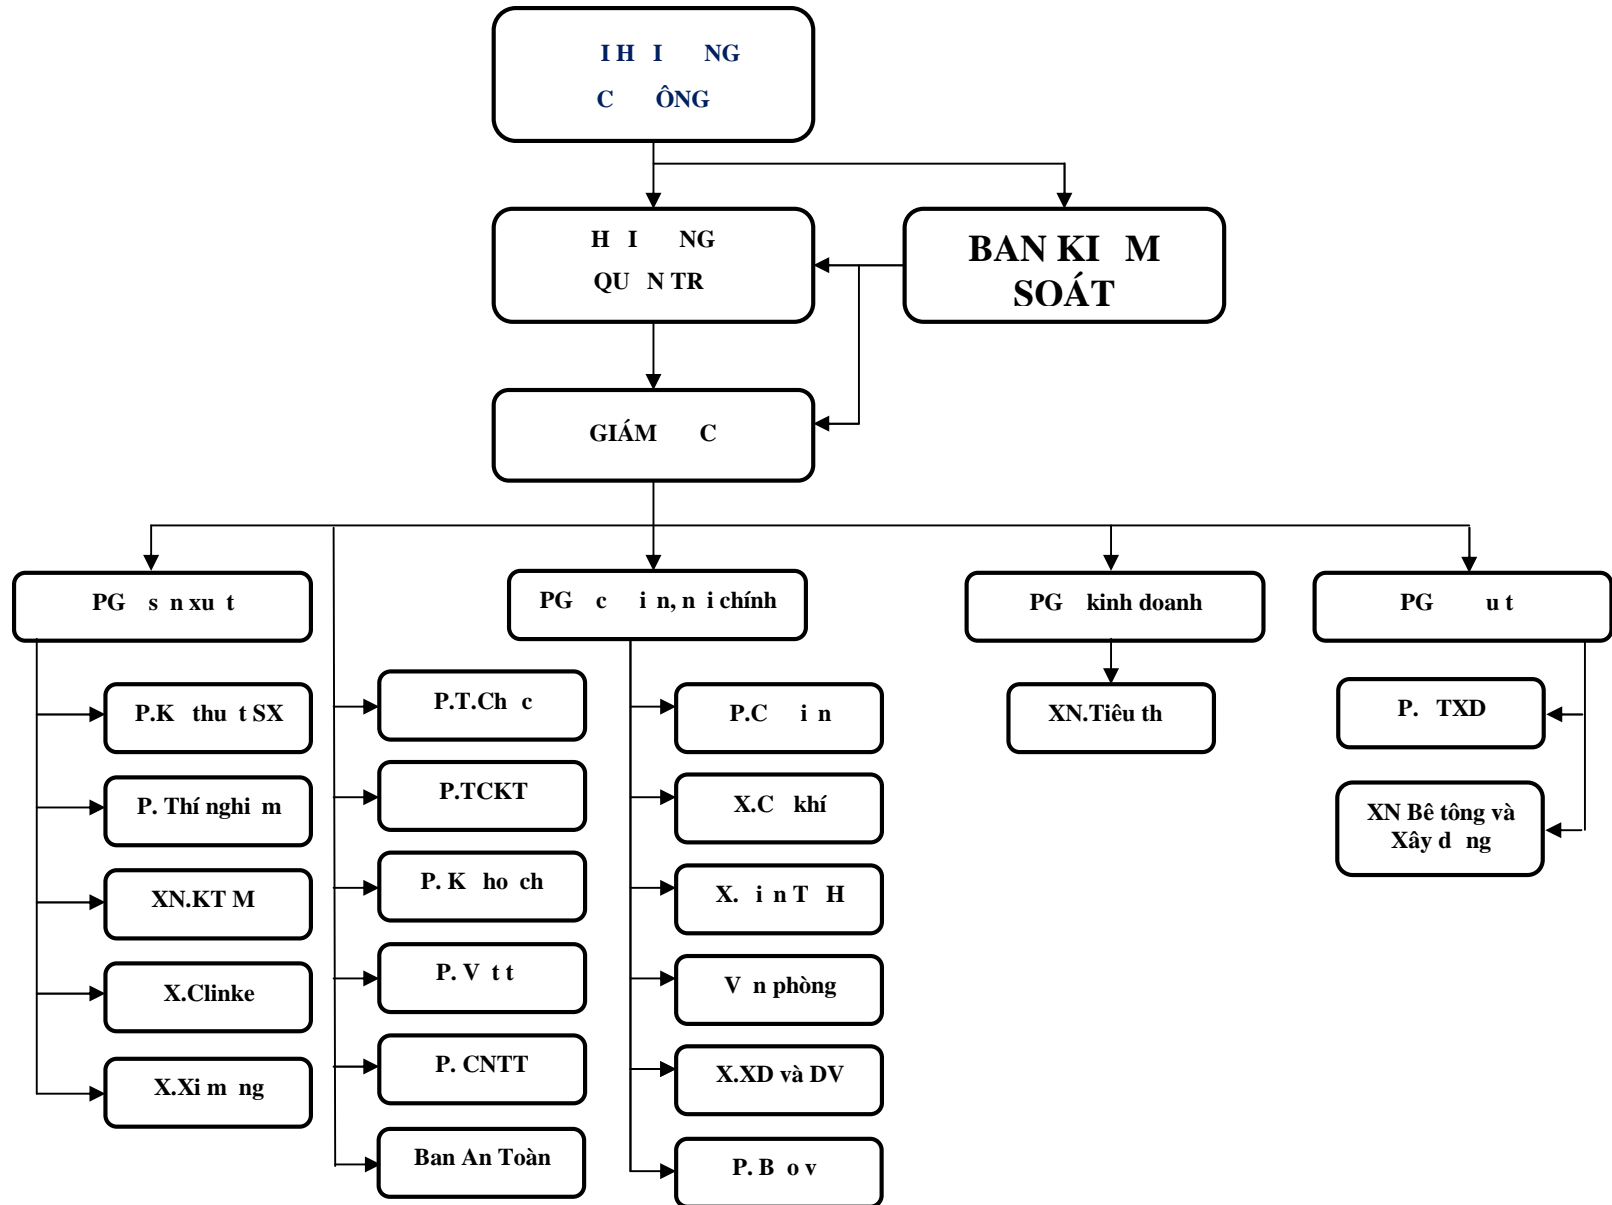 I H I NG
C ÔNG
H I NG
QU N TR
BAN KI M
SOÁT
GIÁM C
PG s n xu t
PG c i n, n i chính
PG kinh doanh
PG u t
P.K thu t SX
P. Thí nghi m
XN.KT M
X.Clinke
X.Xi m ng
P.T.Ch c
P.TCKT
P. K ho ch
P. V t t
P. CNTT
Ban An Toàn
P.C i n
X.C khí
X. i n T H
V n phòng
X.XD và DV
P. B o v
XN.Tiêu th
P. TXD
XN Bê tông và
Xây d ng